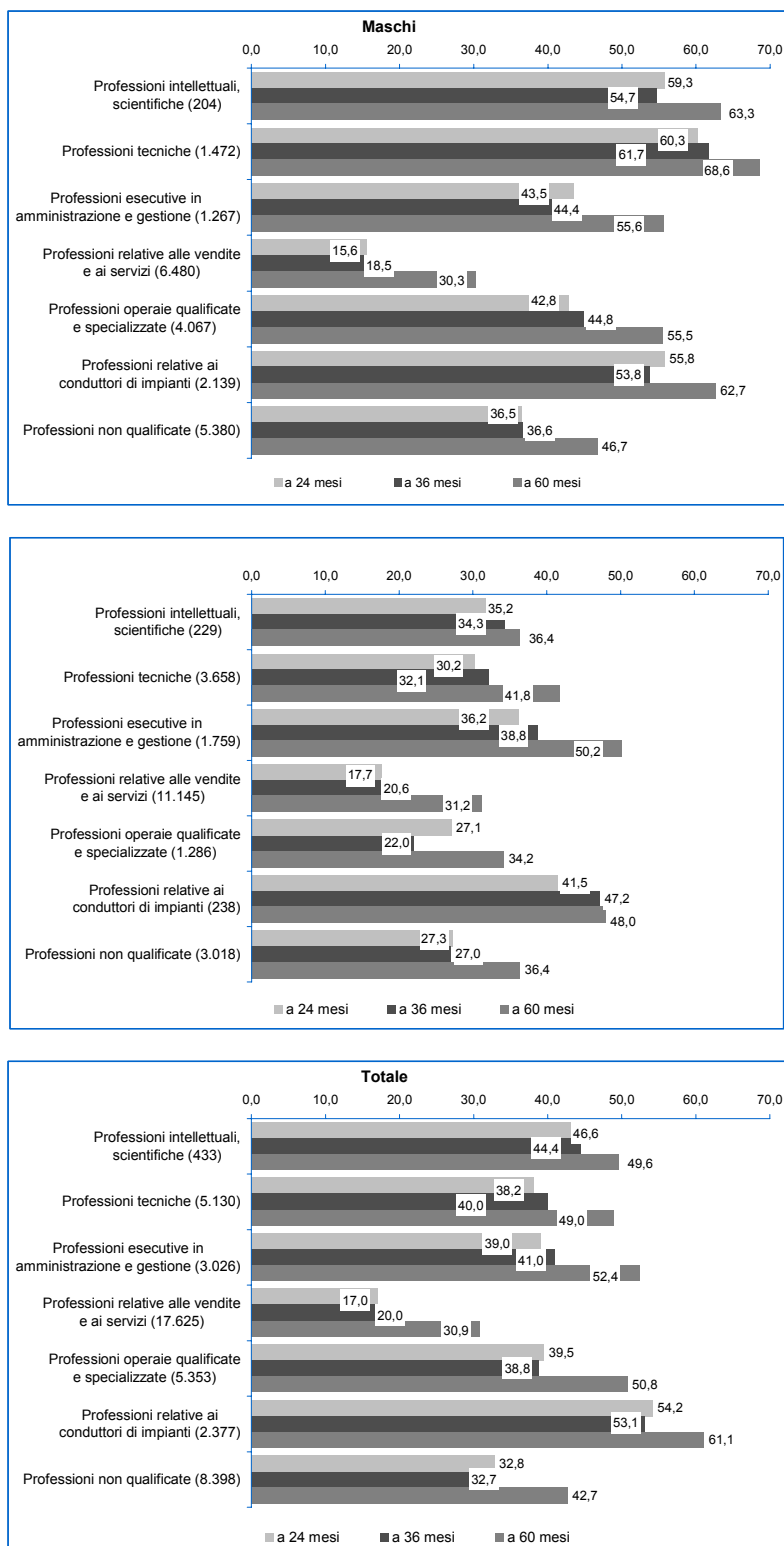 Maschi
0,0 10,0 20,0 30,0 40,0 50,0 60,0 70,0
Professioni intellettuali,
scientifiche (204)
59,3
54,7
63,3
Professioni tecniche (1.472)
60,3
61,7
68,6
Professioni esecutive in
amministrazione e gestione (1.267)
43,5
44,4
55,6
Professioni relative alle vendite
e ai servizi (6.480)
15,6
18,5
30,3
Professioni operaie qualificate
e specializzate (4.067)
42,8
44,8
55,5
Professioni relative ai
conduttori di impianti (2.139)
55,8
53,8
62,7
Professioni non qualificate (5.380)
36,5
36,6
46,7
a 24 mesi a 36 mesi a 60 mesi
0,0 10,0 20,0 30,0 40,0 50,0 60,0 70,0
Professioni intellettuali,
scientifiche (229)
35,2
34,3
36,4
Professioni tecniche (3.658)
30,2
32,1
41,8
Professioni esecutive in
amministrazione e gestione (1.759)
36,2
38,8
50,2
Professioni relative alle vendite
e ai servizi (11.145)
17,7
20,6
31,2
Professioni operaie qualificate
e specializzate (1.286)
27,1
22,0
34,2
Professioni relative ai
conduttori di impianti (238)
41,5
47,2
48,0
Professioni non qualificate (3.018)
27,3
27,0
36,4
a 24 mesi a 36 mesi a 60 mesi
Totale
0,0 10,0 20,0 30,0 40,0 50,0 60,0 70,0
Professioni intellettuali,
scientifiche (433)
46,6
44,4
49,6
Professioni tecniche (5.130)
38,2
40,0
49,0
Professioni esecutive in
amministrazione e gestione (3.026)
39,0
41,0
52,4
Professioni relative alle vendite
e ai servizi (17.625)
17,0
20,0
30,9
Professioni operaie qualificate
e specializzate (5.353)
39,5
38,8
50,8
Professioni relative ai
conduttori di impianti (2.377)
54,2
53,1
61,1
Professioni non qualificate (8.398)
32,8
32,7
42,7
a 24 mesi a 36 mesi a 60 mesi